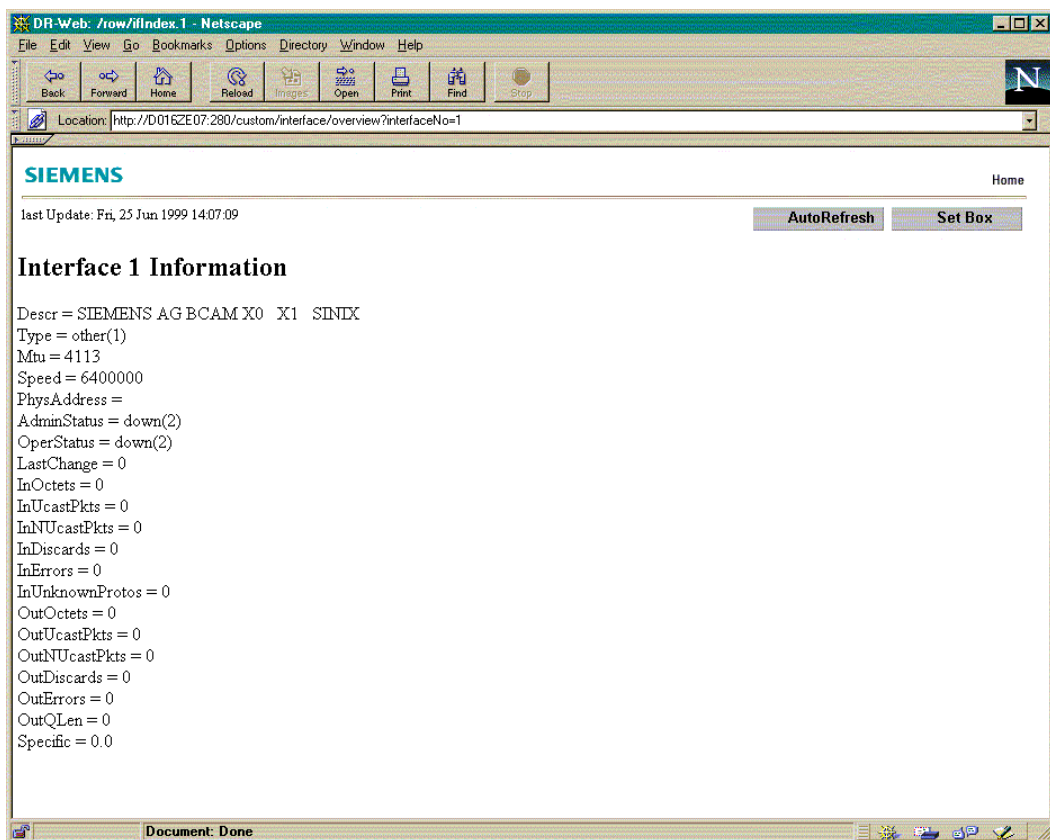 DR-Web: /row/ifIndex.1 - Netscape
File Edit View Go Bookmarks Options Directory Window Help
Back Forward Home Reload Images Open Print Find Stop
N
Location: http://D016ZE07:280/custom/interface/overview?interfaceNo=1
SIEMENS
Home
last Update: Fri, 25 Jun 1999 14:07:09
AutoRefresh Set Box
Interface 1 Information
Descr = SIEMENS AG BCAM X0 X1 SINIX
Type = other(1)
Mtu = 4113
Speed = 6400000
PhysAddress =
AdminStatus = down(2)
OperStatus = down(2)
LastChange = 0
InOctets = 0
InUcastPkts = 0
InNUcastPkts = 0
InDiscards = 0
InErrors = 0
InUnknownProtos = 0
OutOctets = 0
OutUcastPkts = 0
OutNUcastPkts = 0
OutDiscards = 0
OutErrors = 0
OutQLen = 0
Specific = 0.0
Document: Done